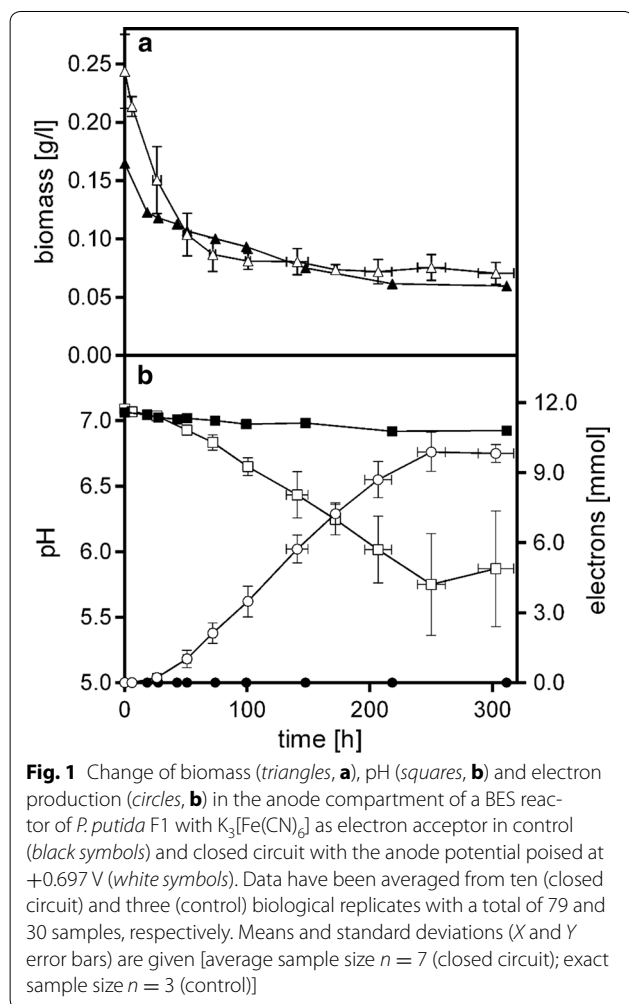 a
0.25
0.20
0.15
0.10
0.05
0.00
biomass [g/l]
b
7.0
6.5
6.0
5.5
5.0
pH
12.0
9.0
6.0
3.0
0.0
electrons [mmol]
0
100
200
300
time [h]
Fig. 1 Change of biomass (triangles, a), pH (squares, b) and electron
production (circles, b) in the anode compartment of a BES reac-
tor of P. putida F1 with K₃[Fe(CN)₆] as electron acceptor in control
(black symbols) and closed circuit with the anode potential poised at
+0.697 V (white symbols). Data have been averaged from ten (closed
circuit) and three (control) biological replicates with a total of 79 and
30 samples, respectively. Means and standard deviations (X and Y
error bars) are given [average sample size n = 7 (closed circuit); exact
sample size n = 3 (control)]